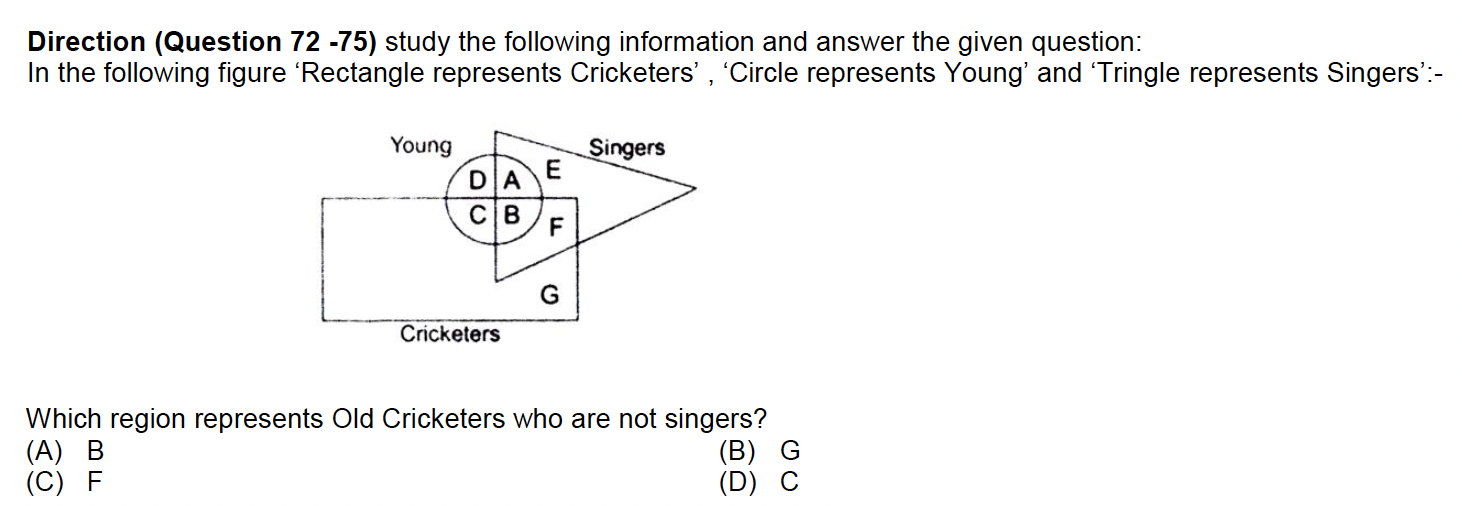 Direction (Question 72 -75) study the following information and answer the given question:
In the following figure ‘Rectangle represents Cricketers’ , ‘Circle represents Young’ and ‘Tringle represents Singers’:-
Young
Singers
D A E
C B F
G
Cricketers
Which region represents Old Cricketers who are not singers?
(A) B (B) G
(C) F (D) C